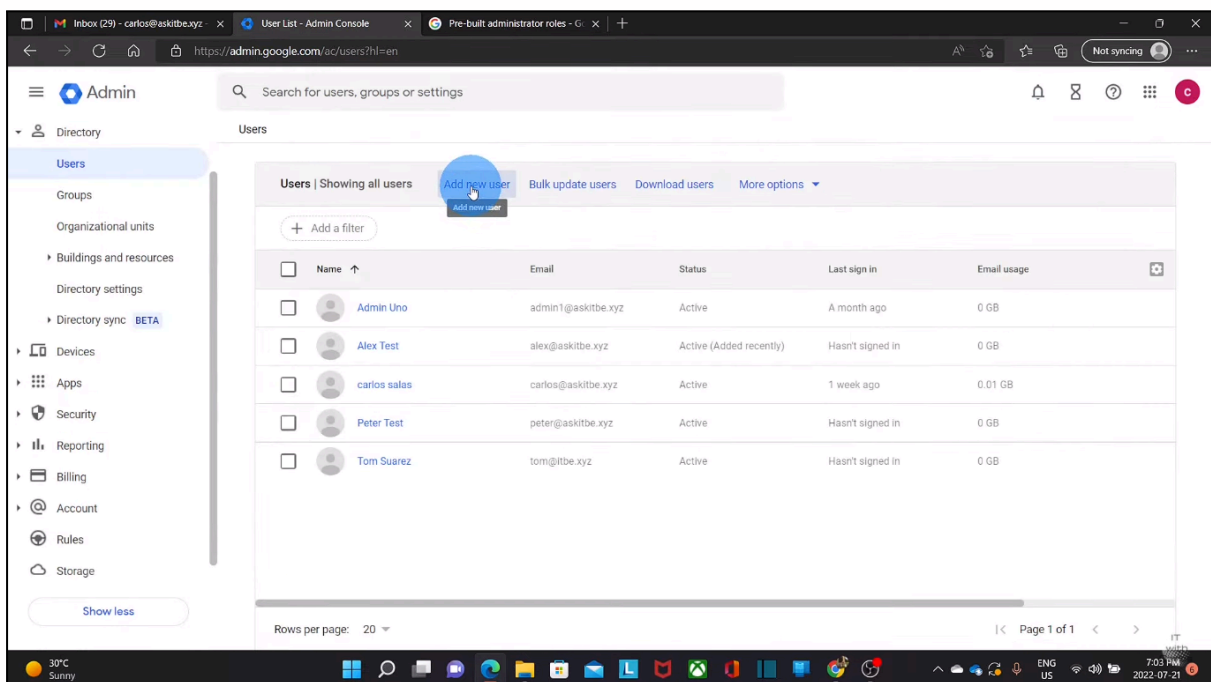 Inbox (29) - carlos@askitbe.xyz - User List - Admin Console Pre-built administrator roles - G
https://admin.google.com/ac/users?hl=en Not syncing
Admin Search for users, groups or settings C
Directory
Users
Groups
Organizational units
Buildings and resources
Directory settings
Directory sync BETA
Devices
Apps
Security
Reporting
Billing
Account
Rules
Storage
Show less
Users
Users | Showing all users Add new user Bulk update users Download users More options
Add new user
Add a filter
Name Email Status Last sign in Email usage
Admin Uno admin1@askitbe.xyz Active A month ago 0 GB
Alex Test alex@askitbe.xyz Active (Added recently) Hasn't signed in 0 GB
carlos salas carlos@askitbe.xyz Active 1 week ago 0.01 GB
Peter Test peter@askitbe.xyz Active Hasn't signed in 0 GB
Tom Suarez tom@itbe.xyz Active Hasn't signed in 0 GB
Rows per page: 20 Page 1 of 1
IT
with
30°C
Sunny
ENG
US
7:03 PM
2022-07-21
6